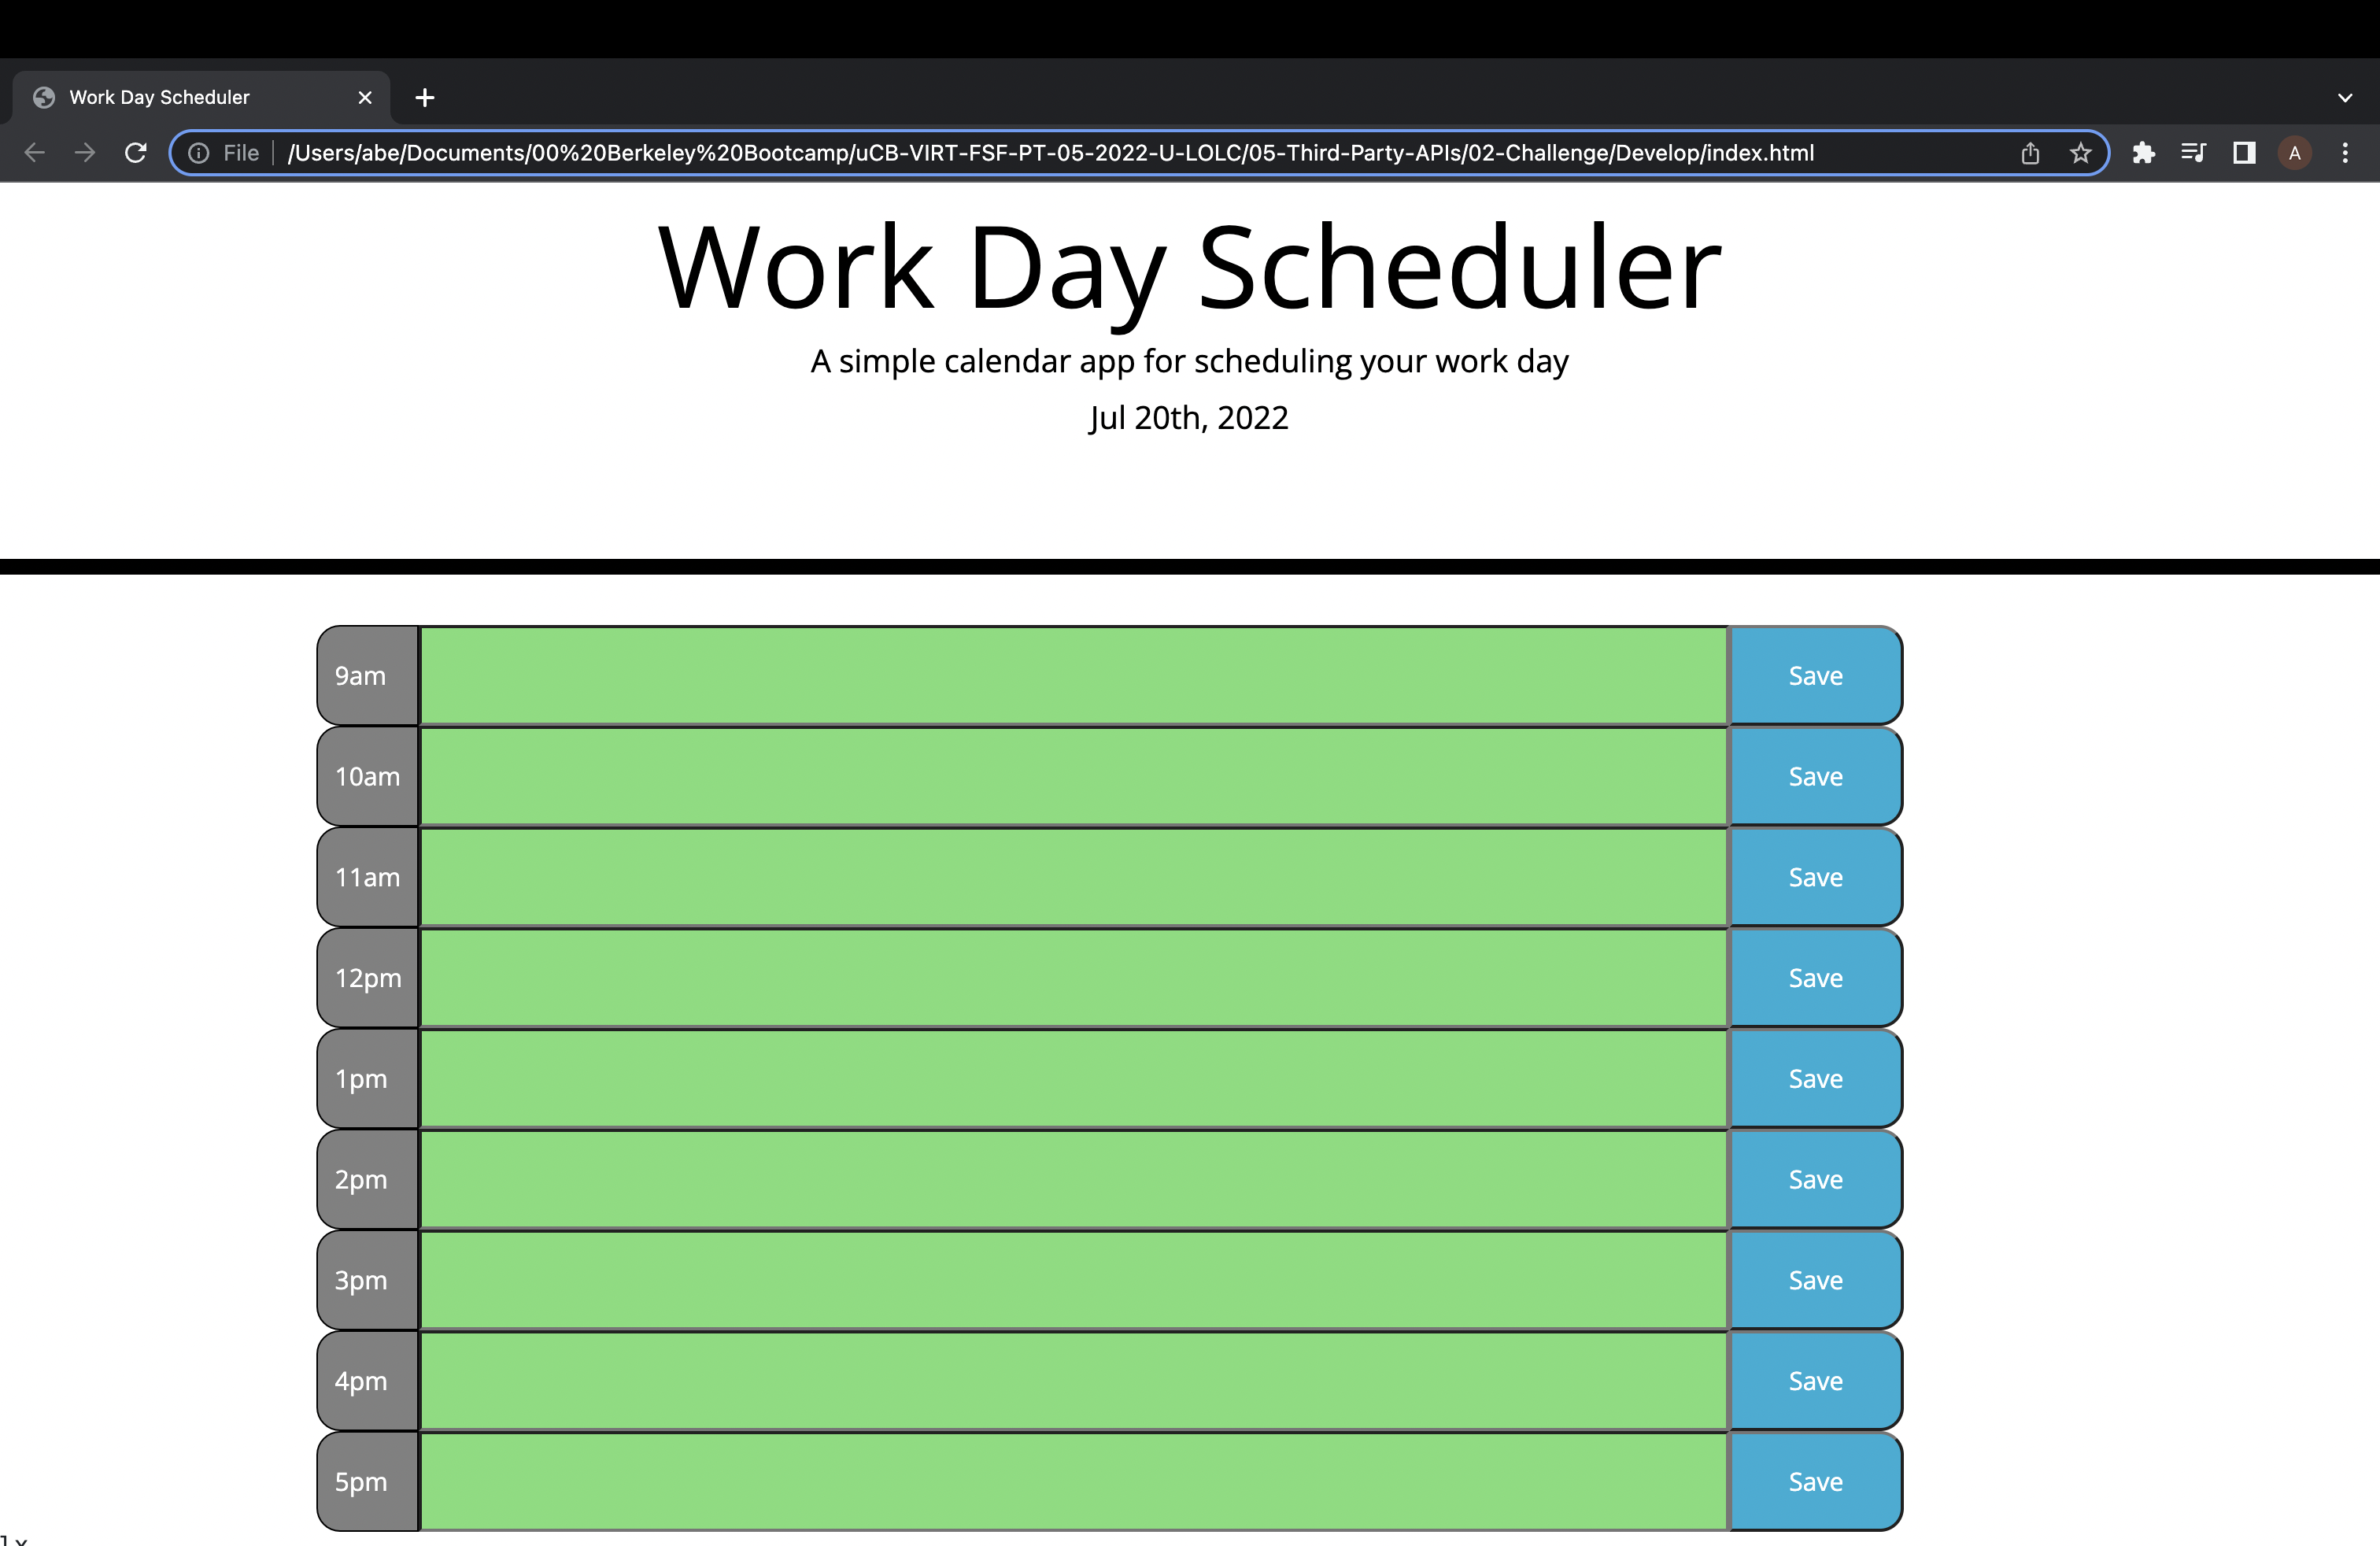 Work Day Scheduler
File /Users/abe/Documents/00%20Berkeley%20Bootcamp/uCB-VIRT-FSF-PT-05-2022-U-LOLC/05-Third-Party-APIs/02-Challenge/Develop/index.html A
Work Day Scheduler
A simple calendar app for scheduling your work day
Jul 20th, 2022
9am Save
10am Save
11am Save
12pm Save
1pm Save
2pm Save
3pm Save
4pm Save
5pm Save